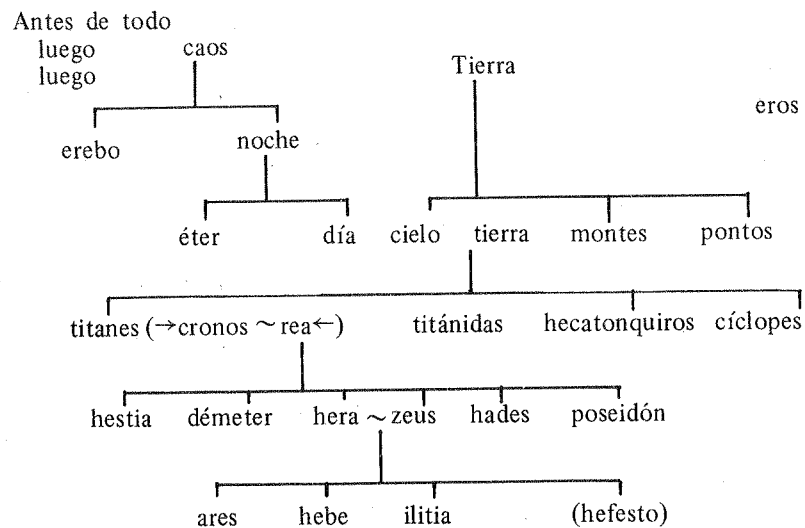 Antes de todo
luego caos
luego Tierra
eros
erebo noche
éter día cielo tierra montes pontos
titanes (→cronos ~ rea←) titánidas hecatonquiros cíclopes
hestia démeter hera ~ zeus hades poseidón
ares hebe ilitia (hefesto)